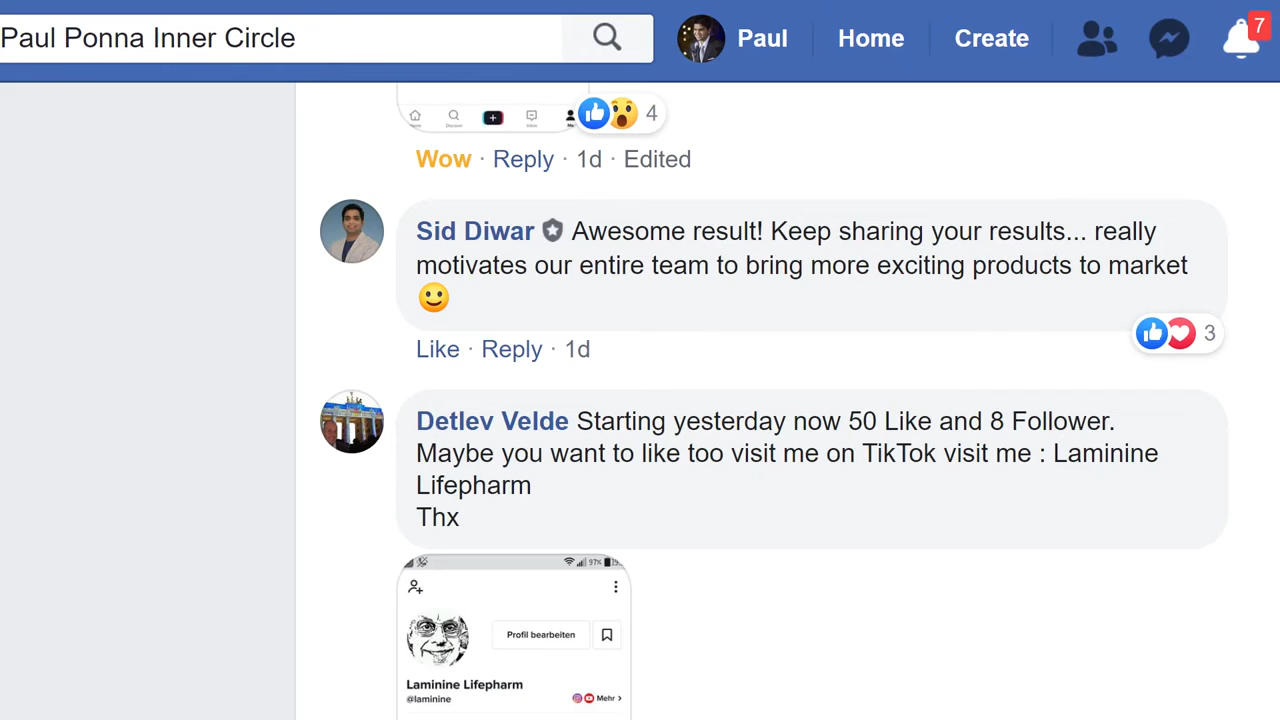 Paul Ponna Inner Circle
Paul
Home
Create
7
4
Wow · Reply · 1d · Edited
Sid Diwar Awesome result! Keep sharing your results... really
motivates our entire team to bring more exciting products to market
3
Like · Reply · 1d
Detlev Velde Starting yesterday now 50 Like and 8 Follower.
Maybe you want to like too visit me on TikTok visit me : Laminine
Lifepharm
Thx
97%
Profil bearbeiten
Laminine Lifepharm
@laminine
Mehr >